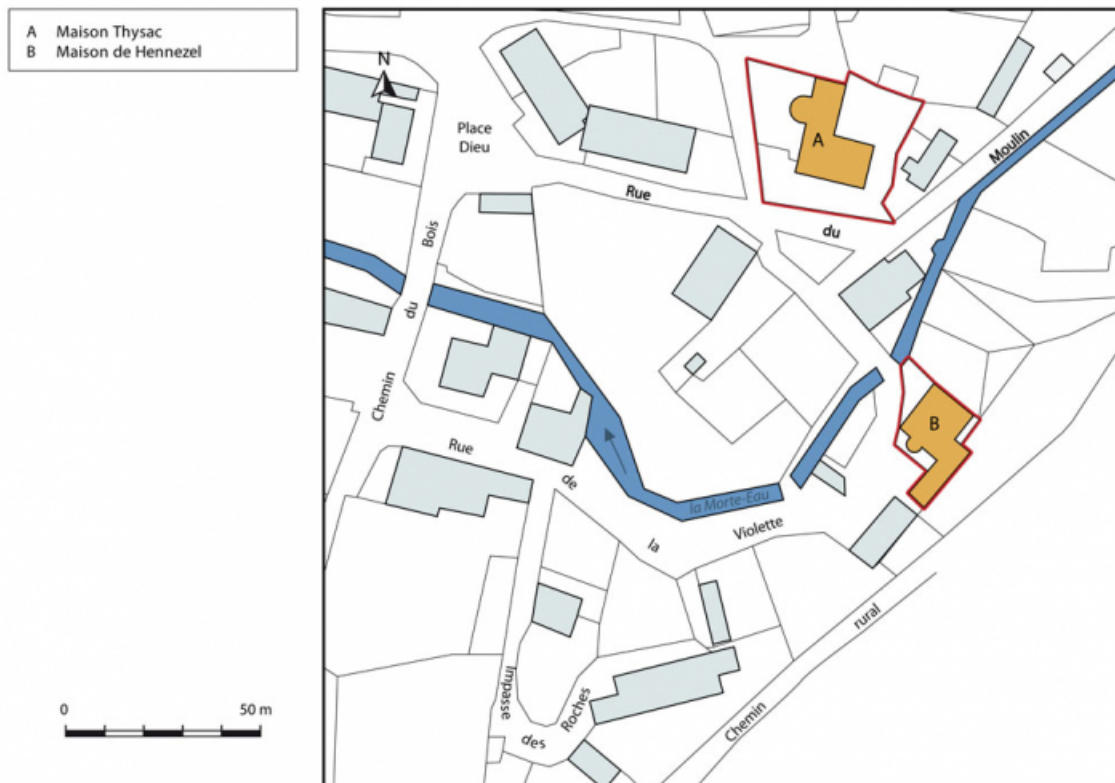 A Maison Thysac
B Maison de Hennezel
N
Place
Dieu
Rue
du
Moulin
A
Chemin
du
Bois
B
Rue
de
la
Violette
la Morte-Eau
Impasse
des
Roches
Chemin
rural
0 50 m